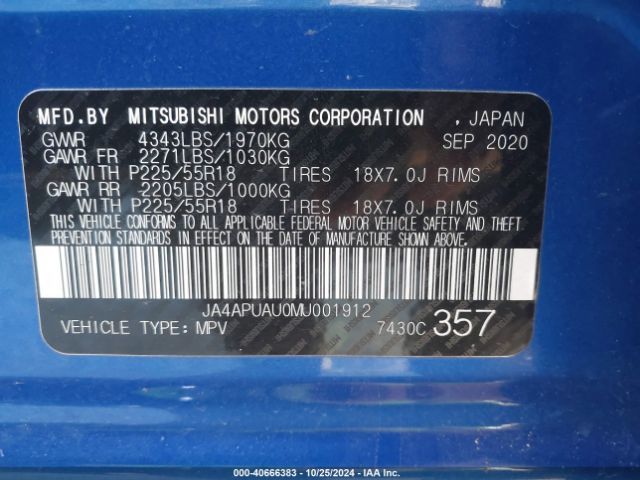 MFD.BY MITSUBISHI MOTORS CORPORATION , JAPAN
GVWR 4343LBS/1970KG SEP 2020
GAWR FR 2271LBS/1030KG
WITH P225/55R18 TIRES 18X7.0J RIMS
GAWR RR 2205LBS/1000KG
WITH P225/55R18 TIRES 18X7.0J RIMS
THIS VEHICLE CONFORMS TO ALL APPLICABLE FEDERAL MOTOR VEHICLE SAFETY AND THEFT
PREVENTION STANDARDS IN EFFECT ON THE DATE OF MANUFACTURE SHOWN ABOVE.
JA4APUAU0MU001912
VEHICLE TYPE:MPV 7430C 357
000-40666383 - 10/25/2024 - IAA Inc.